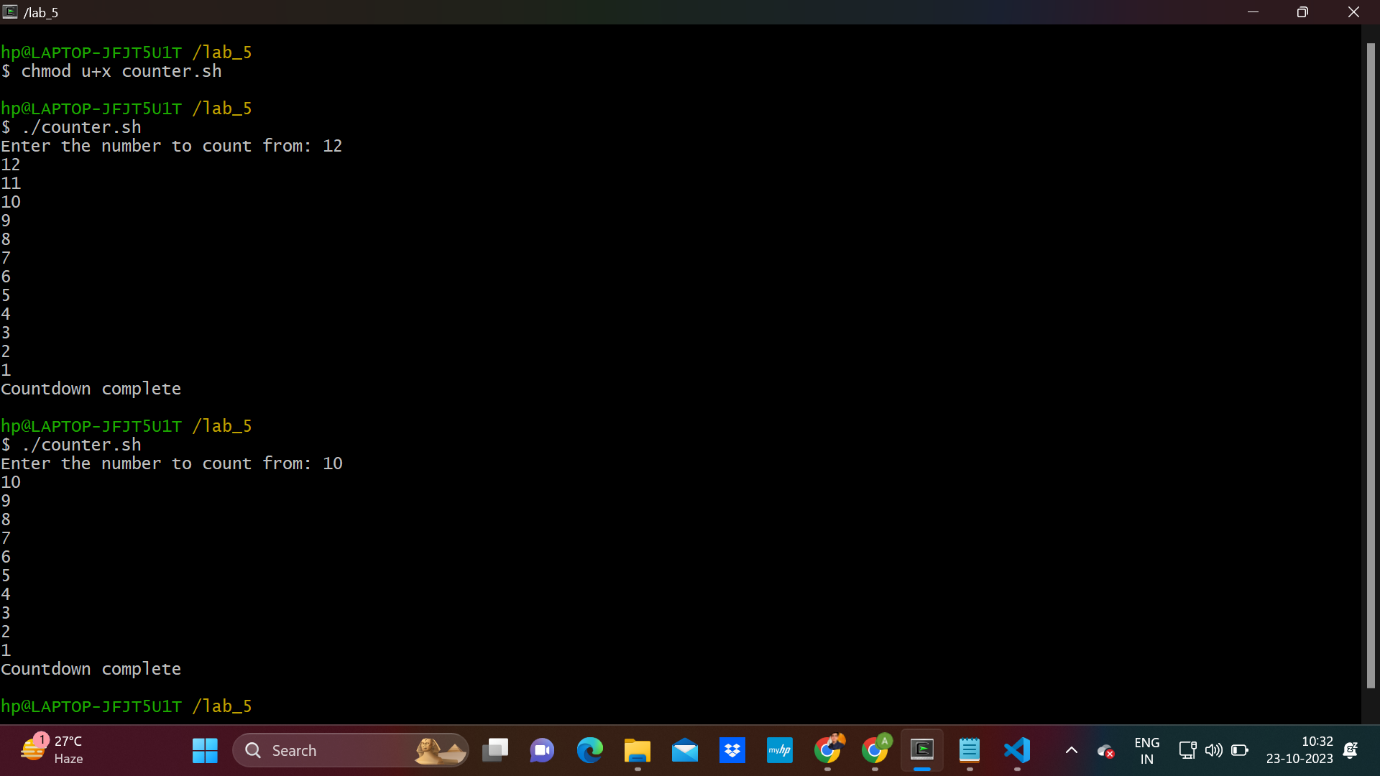 /lab_5
hp@LAPTOP-JFJT5U1T /lab_5
$ chmod u+x counter.sh
hp@LAPTOP-JFJT5U1T /lab_5
$ ./counter.sh
Enter the number to count from: 12
12
11
10
9
8
7
6
5
4
3
2
1
Countdown complete
hp@LAPTOP-JFJT5U1T /lab_5
$ ./counter.sh
Enter the number to count from: 10
10
9
8
7
6
5
4
3
2
1
Countdown complete
hp@LAPTOP-JFJT5U1T /lab_5
1
27°C
Haze
Search
myhp
A
ENG
IN
10:32
23-10-2023